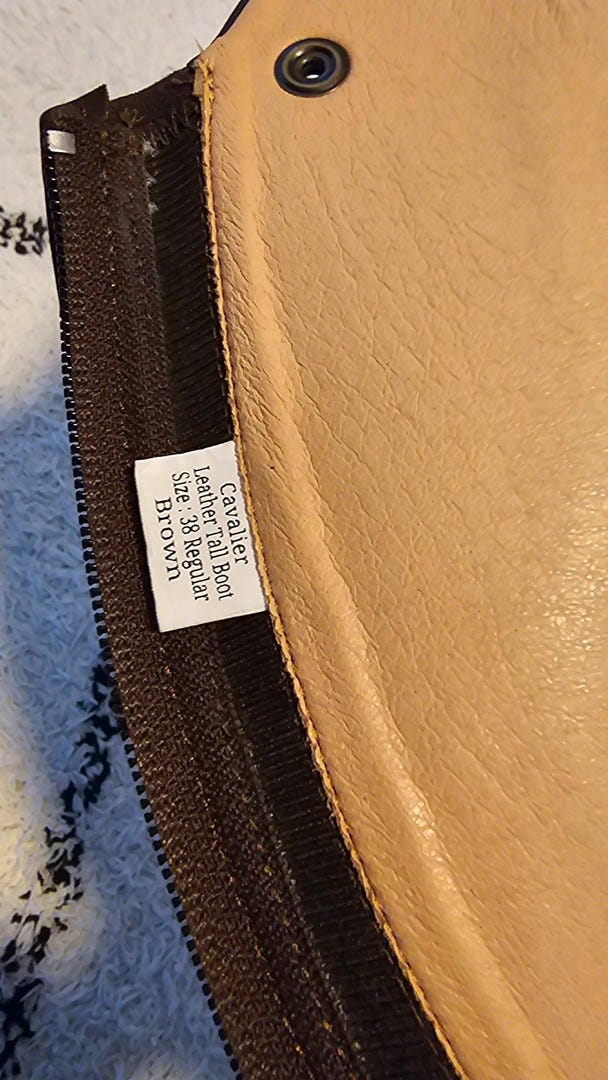 Cavalier
Leather Tall Boot
Size : 38 Regular
Brown